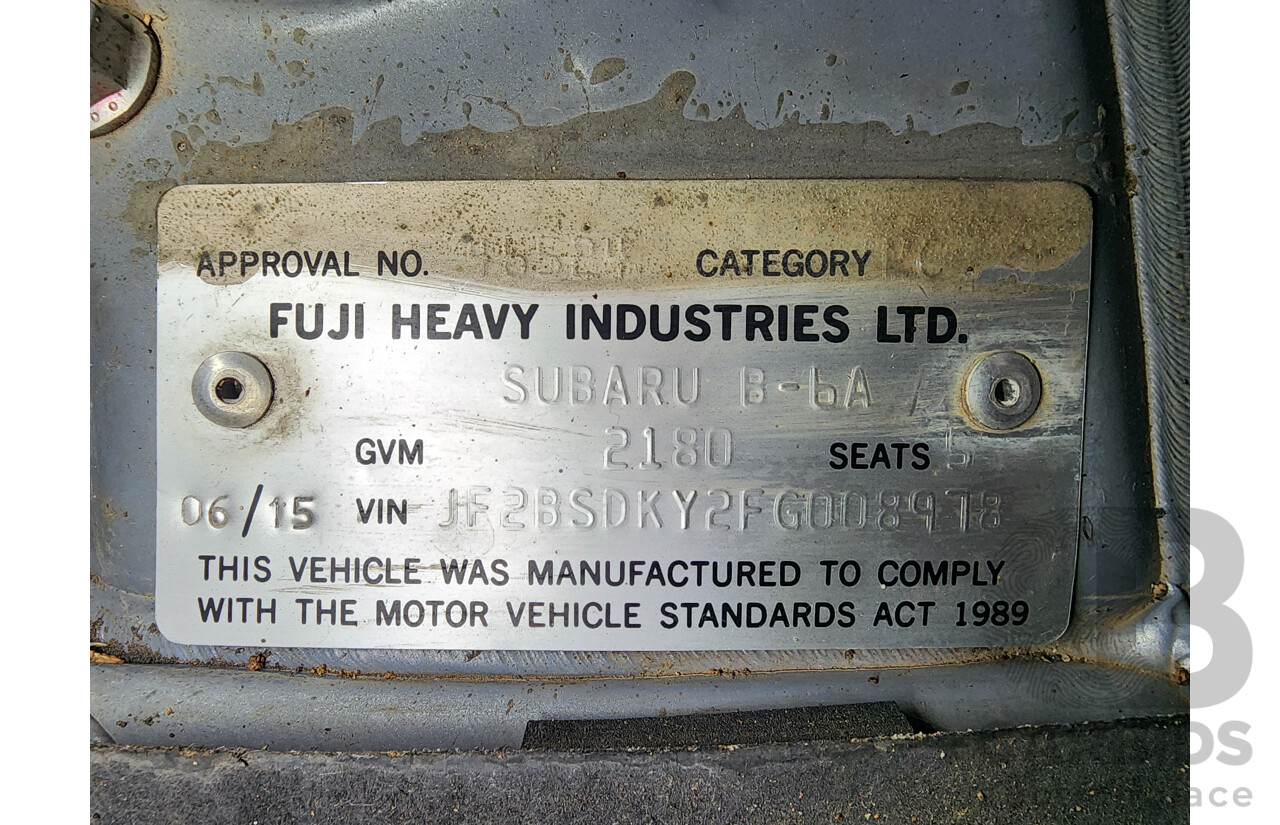 APPROVAL NO. CATEGORY
FUJI HEAVY INDUSTRIES LTD.
SUBARU B-6A
GVM 2180 SEATS 5
06/15 VIN JF2BSDKY2FG008978
THIS VEHICLE WAS MANUFACTURED TO COMPLY
WITH THE MOTOR VEHICLE STANDARDS ACT 1989